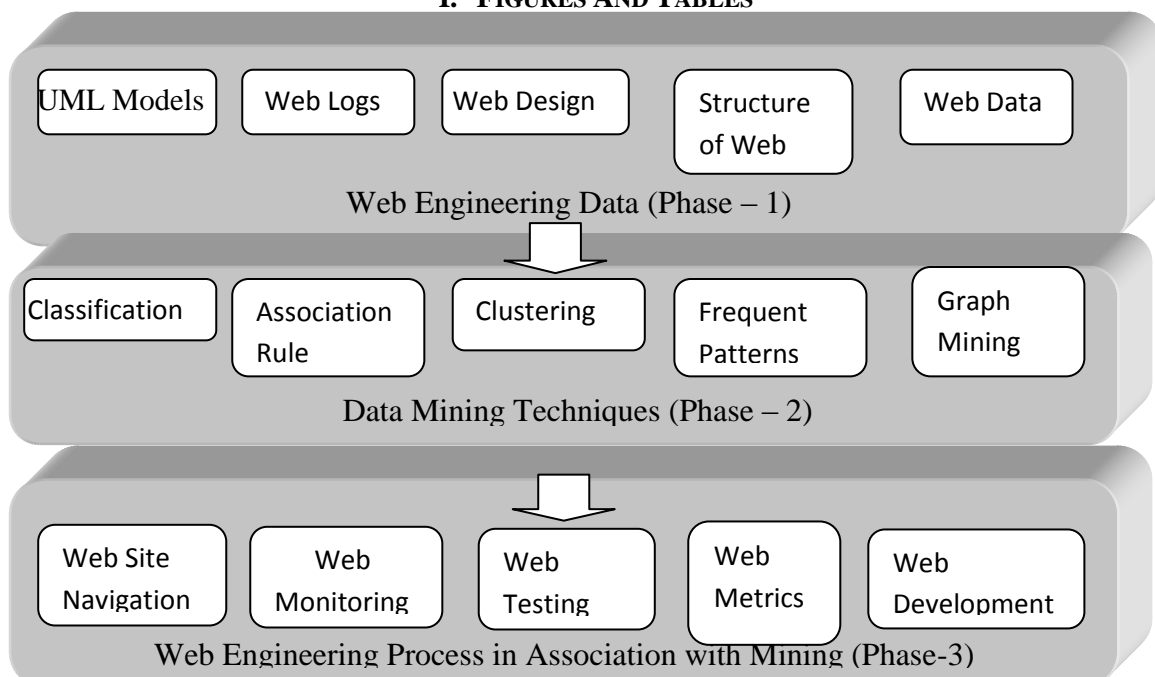 I. FIGURES AND TABLES
UML Models
Web Logs
Web Design
Structure
of Web
Web Data
Web Engineering Data (Phase – 1)
Classification
Association
Rule
Clustering
Frequent
Patterns
Graph
Mining
Data Mining Techniques (Phase – 2)
Web Site
Navigation
Web
Monitoring
Web
Testing
Web
Metrics
Web
Development
Web Engineering Process in Association with Mining (Phase-3)